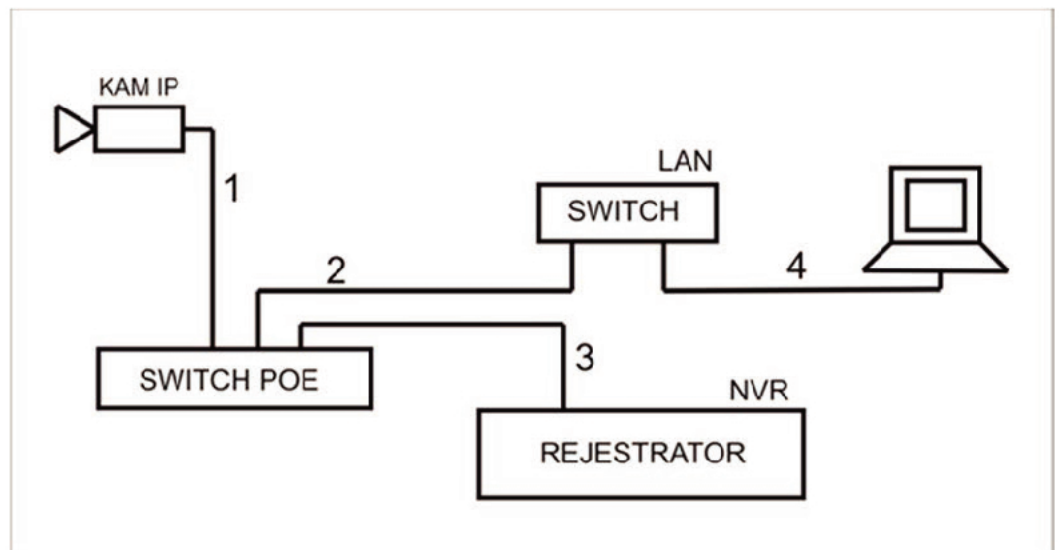 KAM IP
1
LAN
SWITCH
2
4
SWITCH POE
3
NVR
REJESTRATOR